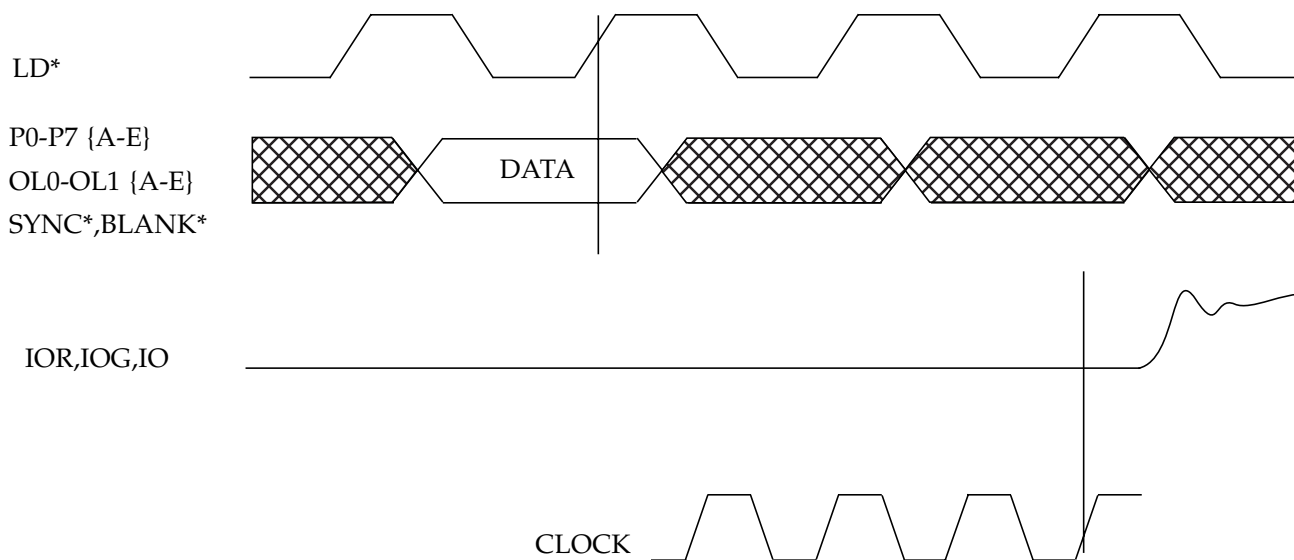 LD*
P0-P7 {A-E}
OL0-OL1 {A-E}
SYNC*,BLANK*
DATA
IOR,IOG,IO
CLOCK